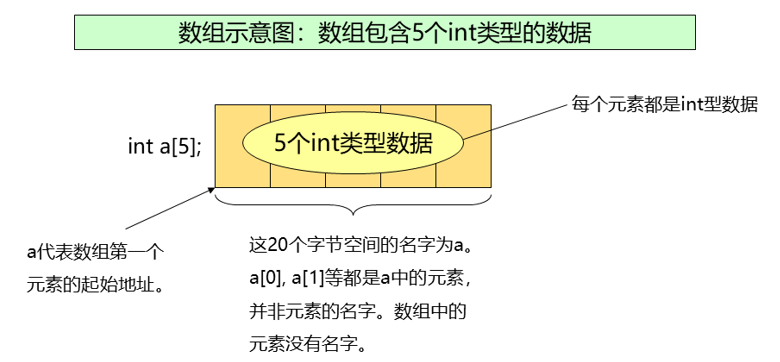 数组示意图：数组包含5个int类型的数据
每个元素都是int型数据
int a[5];
5个int类型数据
a代表数组第一个
元素的起始地址。
这20个字节空间的名字为a。
a[0], a[1]等都是a中的元素，
并非元素的名字。数组中的
元素没有名字。